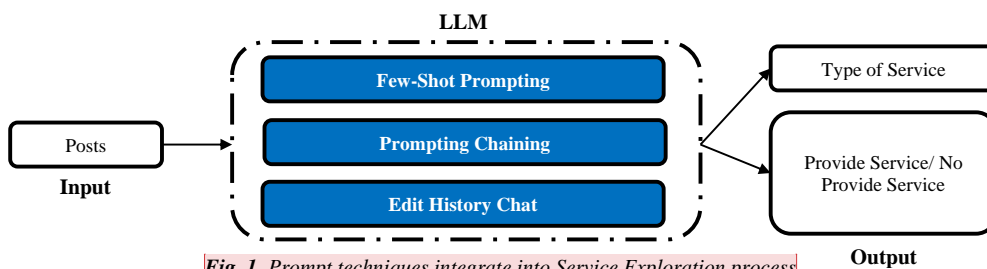 LLM
Few-Shot Prompting
Prompting Chaining
Edit History Chat
Posts
Input
Type of Service
Provide Service/ No
Provide Service
Output
Fig. 1. Prompt techniques integrate into Service Exploration process